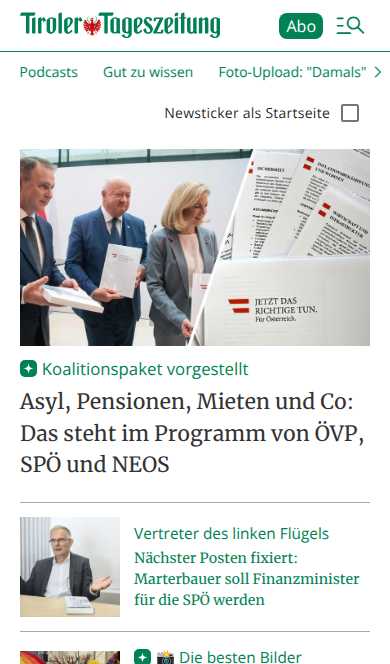 Tiroler Tageszeitung
Abo
Podcasts Gut zu wissen Foto-Upload: "Damals"
Newsticker als Startseite
JETZT DAS
RICHTIGE TUN.
Für Österreich.
Koalitionspaket vorgestellt
Asyl, Pensionen, Mieten und Co:
Das steht im Programm von ÖVP,
SPÖ und NEOS
Vertreter des linken Flügels
Nächster Posten fixiert:
Marterbauer soll Finanzminister
für die SPÖ werden
Die besten Bilder